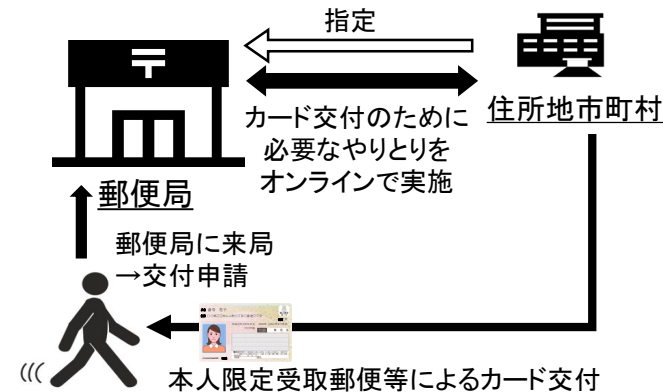 指定
カード交付のために
必要なやりとりを
オンラインで実施
住所地市町村
郵便局
郵便局に来局
→交付申請
本人限定受取郵便等によるカード交付